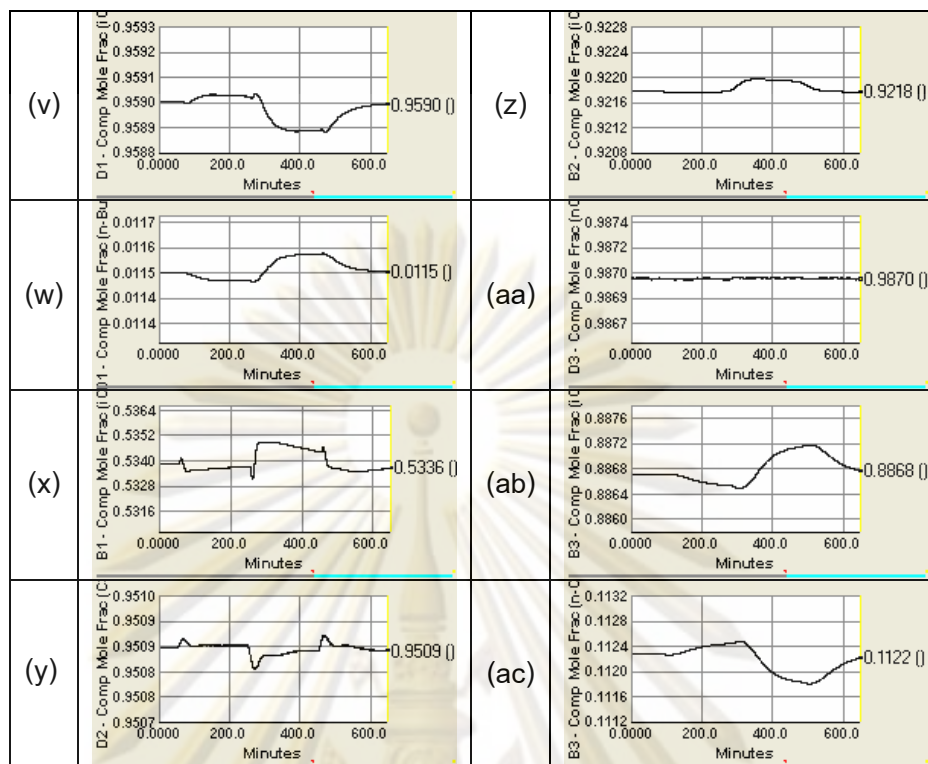 (v)
D1 - Comp Mole Frac (i C
0.9593
0.9592
0.9591
0.9590
0.9589
0.9588
0.0000 200.0 400.0 600.0
Minutes
0.9590 ()
(z)
B2 - Comp Mole Frac (i C
0.9228
0.9224
0.9220
0.9216
0.9212
0.9208
0.0000 200.0 400.0 600.0
Minutes
0.9218 ()
(w)
D1 - Comp Mole Frac (n-Bu
0.0117
0.0116
0.0115
0.0114
0.0114
0.0000 200.0 400.0 600.0
Minutes
0.0115 ()
(aa)
D3 - Comp Mole Frac (n-C
0.9874
0.9872
0.9870
0.9869
0.9867
0.0000 200.0 400.0 600.0
Minutes
0.9870 ()
(x)
B1 - Comp Mole Frac (i C
0.5364
0.5352
0.5340
0.5328
0.5316
0.0000 200.0 400.0 600.0
Minutes
0.5336 ()
(ab)
B3 - Comp Mole Frac (i C
0.8876
0.8872
0.8868
0.8864
0.8860
0.0000 200.0 400.0 600.0
Minutes
0.8868 ()
(y)
D2 - Comp Mole Frac (C
0.9510
0.9509
0.9509
0.9508
0.9508
0.9507
0.0000 200.0 400.0 600.0
Minutes
0.9509 ()
(ac)
B3 - Comp Mole Frac (n-C
0.1132
0.1128
0.1124
0.1120
0.1116
0.1112
0.0000 200.0 400.0 600.0
Minutes
0.1122 ()